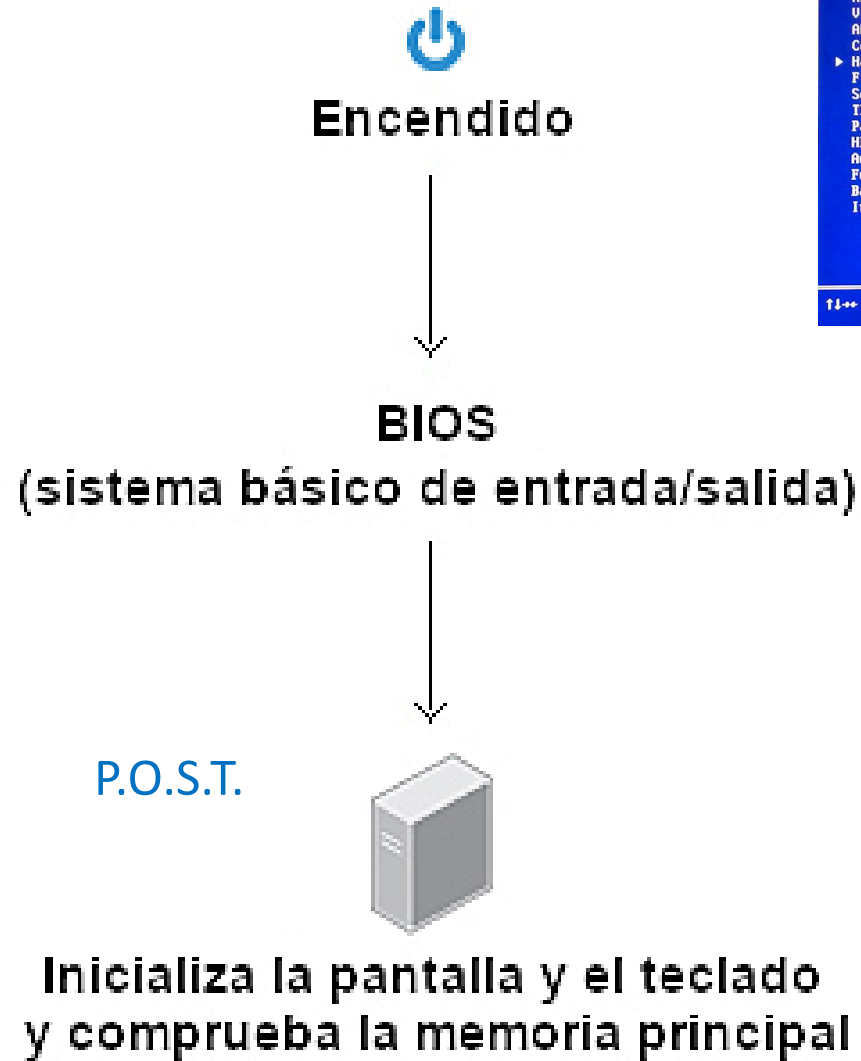 Encendido
BIOS
(sistema básico de entrada/salida)
P.O.S.T.
Inicializa la pantalla y el teclado
y comprueba la memoria principal